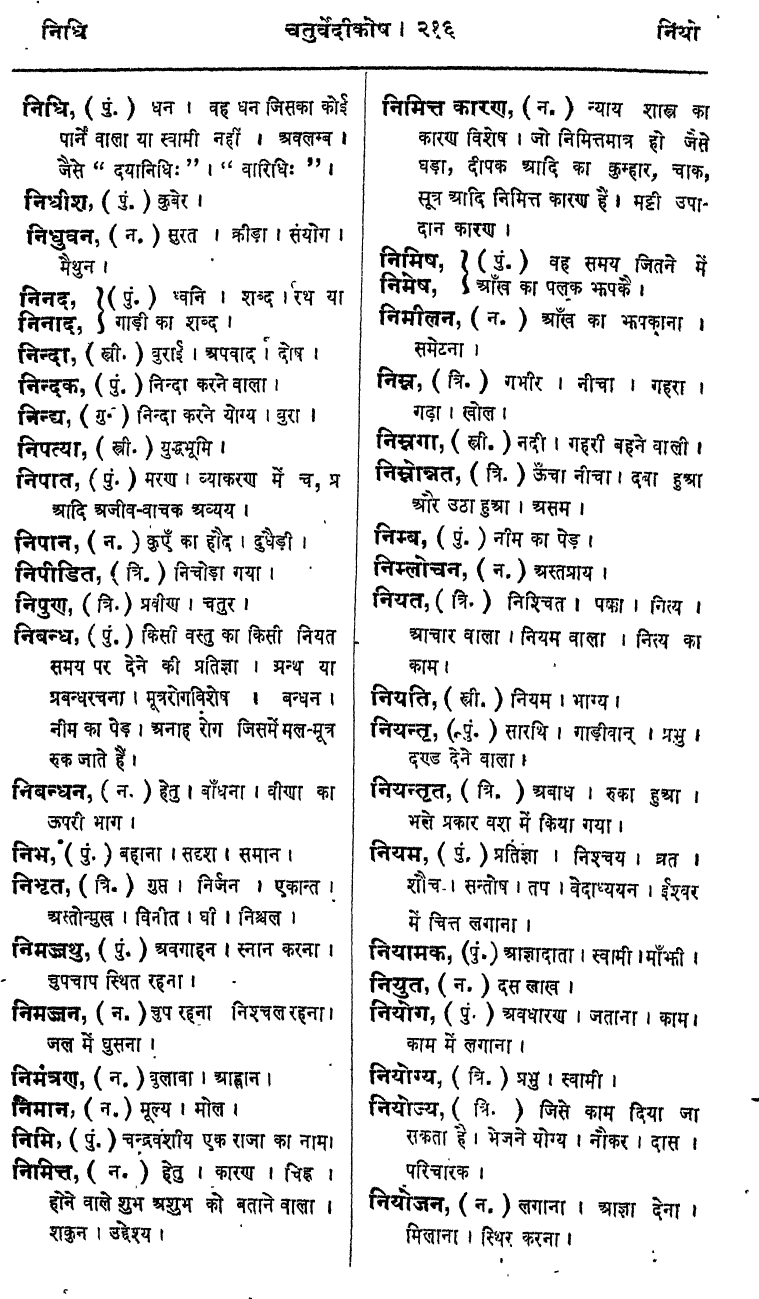 निधि
चतुर्वेदीकोष । २१६
नियो
निधि, ( पुं. ) धन । वह धन जिसका कोई
पानें वाला या स्वामी नहीं । अवलम्ब ।
जैसे “ दयानिधिः ” । “ वारिधिः ” ।
निधीश, ( पुं. ) कुबेर ।
निधुवन, ( न. ) सुरत । क्रीडा । संयोग ।
मैथुन ।
निनद, }( पुं. ) ध्वनि । शब्द । रथ या
निनाद, } गाड़ी का शब्द ।
निन्दा, ( स्त्री. ) बुराई । अपवाद । दोष ।
निन्दक, ( पुं. ) निन्दा करने वाला ।
निन्द्य, ( गु. ) निन्दा करने योग्य । बुरा ।
निपत्या, ( स्त्री. ) युद्धभूमि ।
निपात, ( पुं. ) मरण । व्याकरण में च, प्र
आदि अजीव-वाचक अव्यय ।
निपान, ( न. ) कुएँ का हौद । दुधैड़ी ।
निपीडित, ( त्रि. ) निचोड़ा गया ।
निपुण, ( त्रि. ) प्रवीण । चतुर ।
निबन्ध, ( पुं. ) किसी वस्तु का किसी नियत
समय पर देने की प्रतिज्ञा । ग्रन्थ या
प्रबन्धरचना । मूत्ररोगविशेष । बन्धन ।
नीम का पेड़ । अनाह रोग जिसमें मल-मूत्र
रुक जाते हैं ।
निबन्धन, ( न. ) हेतु । बाँधना । वीणा का
ऊपरी भाग ।
निभ, ( पुं. ) बहाना । सदृश । समान ।
निभृत, ( त्रि. ) गुप्त । निर्जन । एकान्त ।
अस्तोन्मुख । विनीत । घी । निश्चल ।
निमज्जथु, ( पुं. ) अवगाहन । स्नान करना ।
चुपचाप स्थित रहना ।
निमज्जन, ( न. ) चुप रहना निश्चल रहना ।
जल में घुसना ।
निमंत्रण, ( न. ) बुलावा । आह्वान ।
निमान, ( न. ) मूल्य । मोल ।
निमि, ( पुं. ) चन्द्रवंशीय एक राजा का नाम ।
निमित्त, ( न. ) हेतु । कारण । चिह्न ।
होने वाले शुभ अशुभ को बताने वाला ।
शकुन । उद्देश्य ।
निमित्त कारण, ( न. ) न्याय शास्त्र का
कारण विशेष । जो निमित्तमात्र हो जैसे
घड़ा, दीपक आदि का कुम्हार, चाक,
सूत्र आदि निमित्त कारण हैं । मट्टी उपा-
दान कारण ।
निमिष, }( पुं. ) वह समय जितने में
निमेष, } आँख का पलक झपकै ।
निमीलन, ( न. ) आँख का झपकाना ।
समेटना ।
निम्न, ( त्रि. ) गभीर । नीचा । गहरा ।
गढ़ा । खोल ।
निम्नगा, ( स्त्री. ) नदी । गहरी बहने वाली ।
निम्नोन्नत, ( त्रि. ) ऊँचा नीचा । दबा हुआ
और उठा हुआ । असम ।
निम्ब, ( पुं. ) नीम का पेड़ ।
निम्लोचन, ( न. ) अस्तप्राय ।
नियत, ( त्रि. ) निश्चित । पक्का । नित्य ।
आचार वाला । नियम वाला । नित्य का
काम ।
नियति, ( स्त्री. ) नियम । भाग्य ।
नियन्तृ, ( पुं. ) सारथि । गाड़ीवान् । प्रभु ।
दण्ड देने वाला ।
नियन्तृत, ( त्रि. ) अबाध । रुका हुआ ।
भले प्रकार वश में किया गया ।
नियम, ( पुं. ) प्रतिज्ञा । निश्चय । व्रत ।
शौच । सन्तोष । तप । वेदाध्ययन । ईश्वर
में चित्त लगाना ।
नियामक, (पुं.) आज्ञादाता । स्वामी । माँझी ।
नियुत, ( न. ) दस लाख ।
नियोग, ( पुं. ) अवधारण । जताना । काम ।
काम में लगाना ।
नियोग्य, ( त्रि. ) प्रभु । स्वामी ।
नियोज्य, ( त्रि. ) जिसे काम दिया जा
सकता है । भेजने योग्य । नौकर । दास ।
परिचारक ।
नियोजन, ( न. ) लगाना । आज्ञा देना ।
मिलाना । स्थिर करना ।